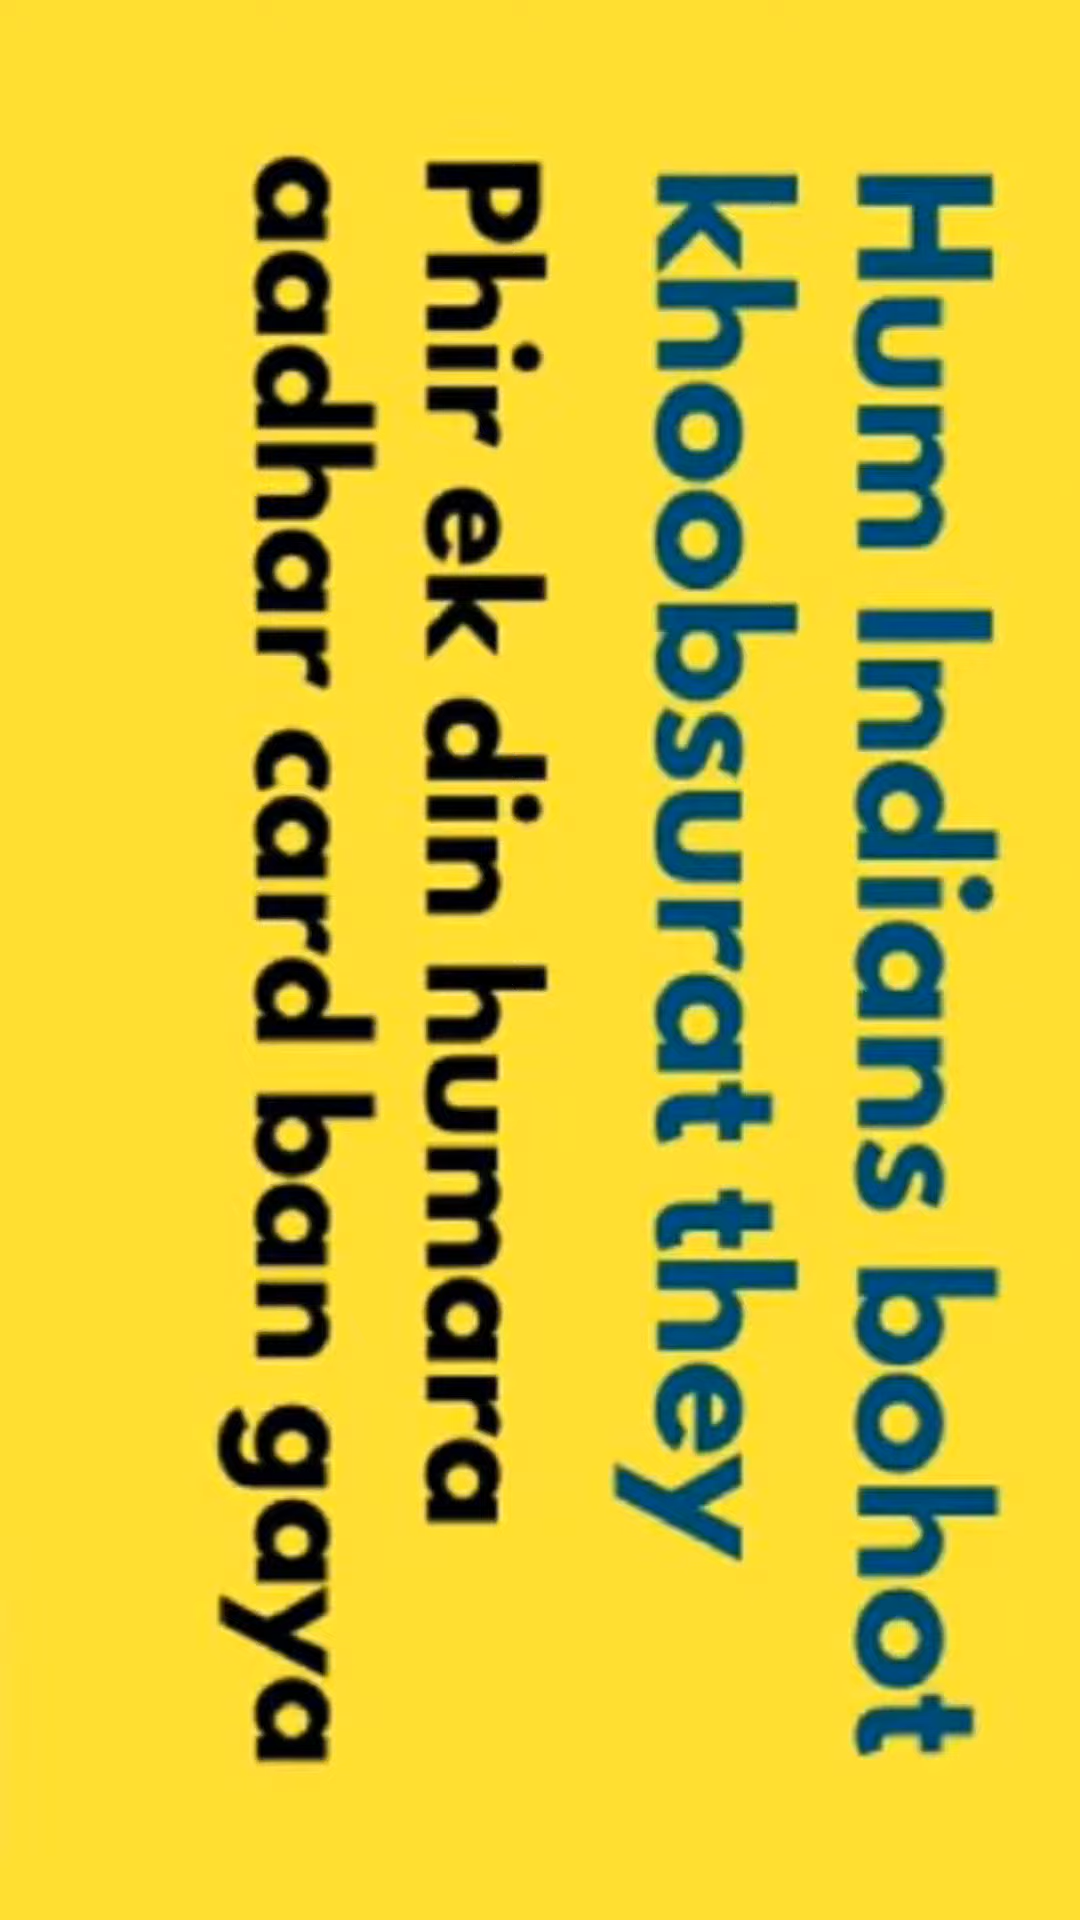 Hum Indians bohot
khoobsurat they
Phir ek din humara
aadhar card ban gaya